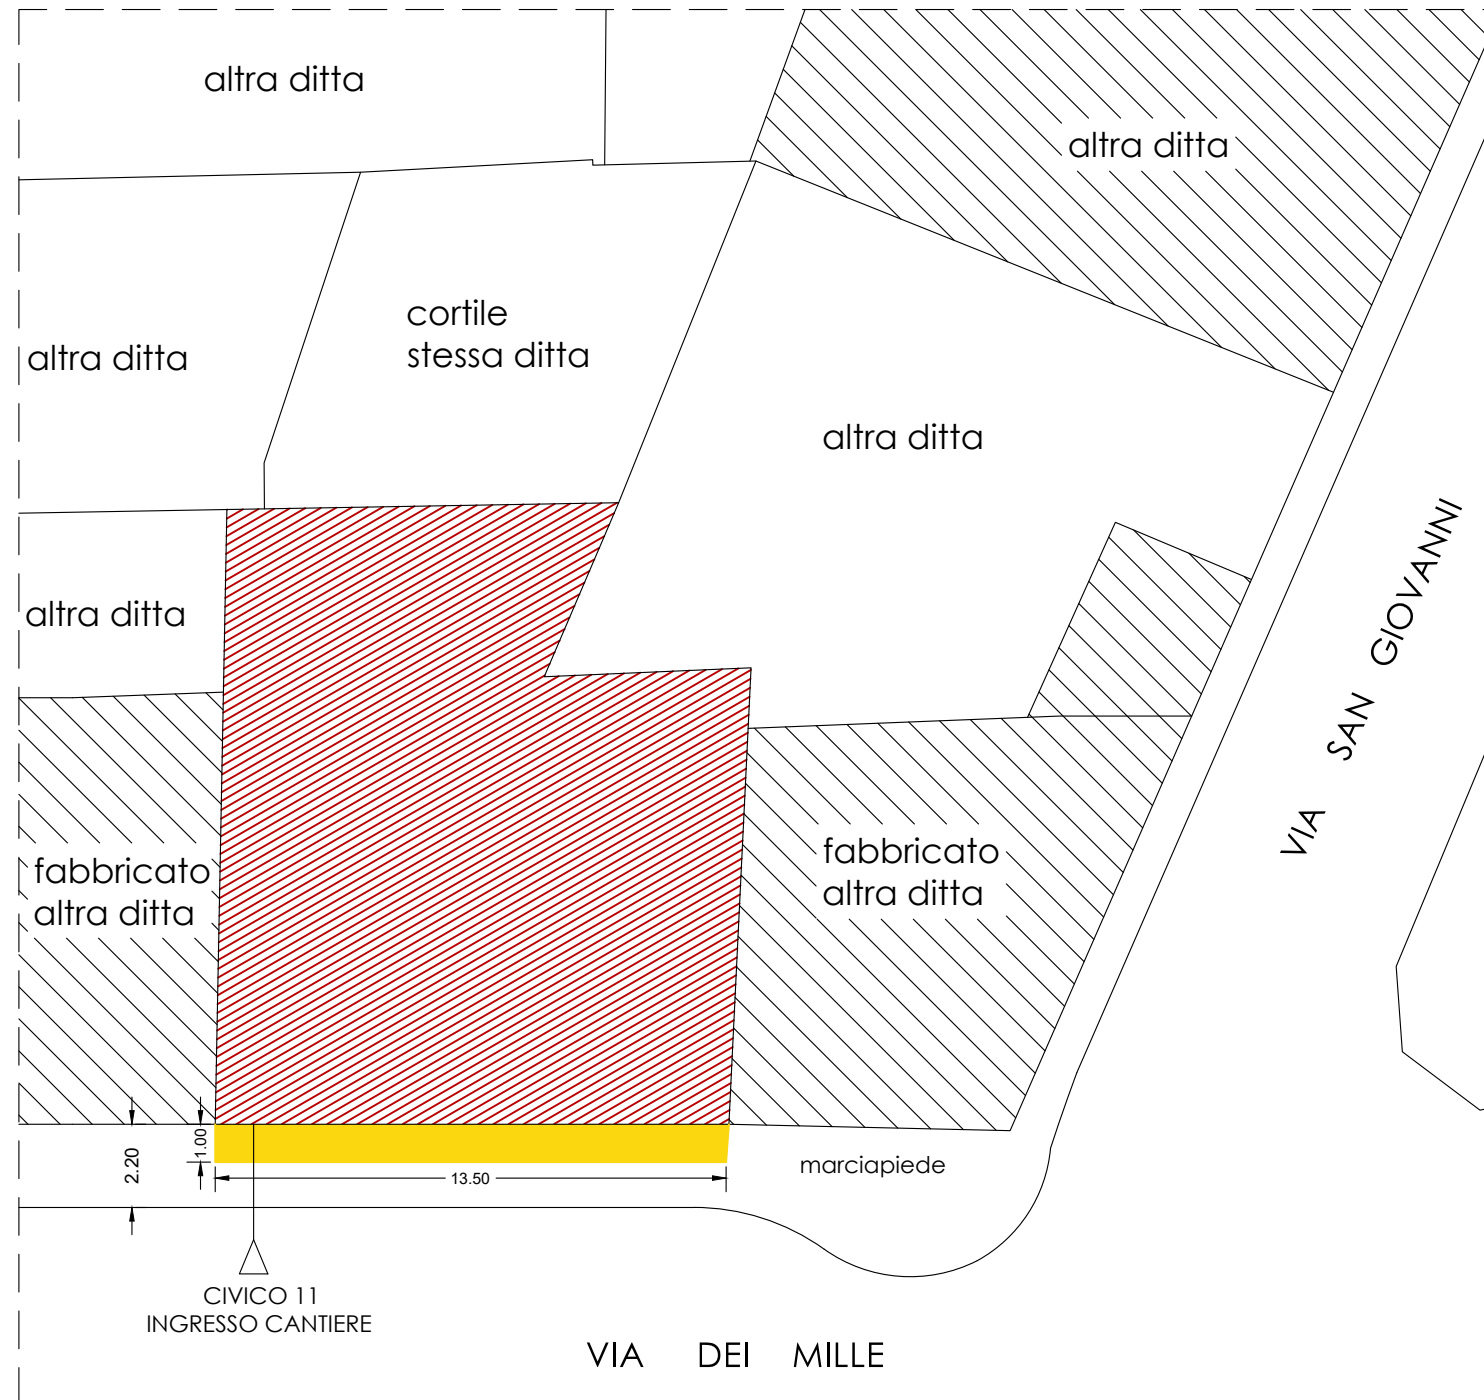 altra ditta
altra ditta
cortile
stessa ditta
altra ditta
altra ditta
altra ditta
VIA SAN GIOVANNI
fabbricato
altra ditta
fabbricato
altra ditta
2.20
1.00
13.50
marciapiede
CIVICO 11
INGRESSO CANTIERE
VIA DEI MILLE